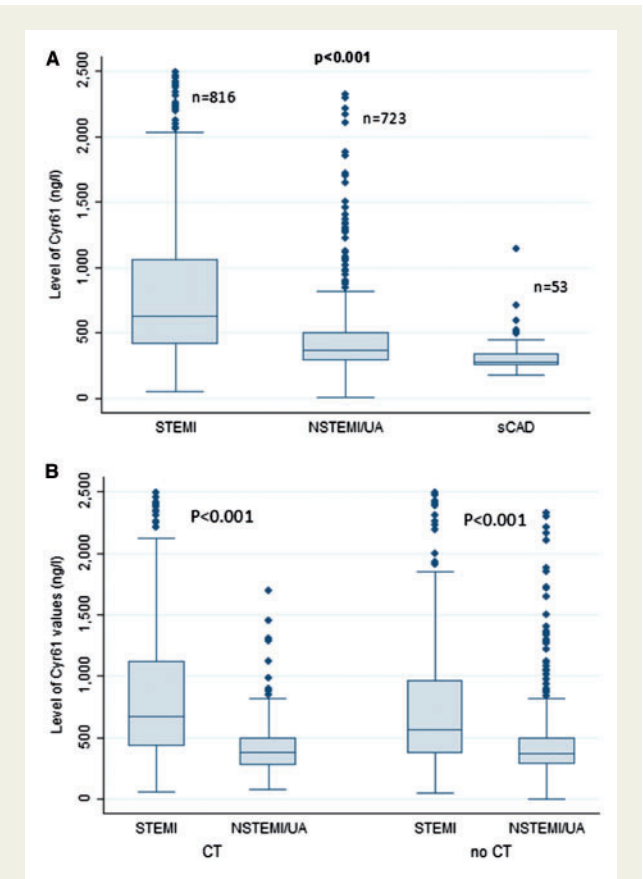 A
p<0.001
Level of Cyr61 (ng/l)
2,500
2,000
1,500
1,000
500
0
n=816
n=723
n=53
STEMI NSTEMI/UA sCAD
B
P<0.001 P<0.001
Level of Cyr61 values (ng/l)
2,500
2,000
1,500
1,000
500
0
STEMI NSTEMI/UA STEMI NSTEMI/UA
CT no CT